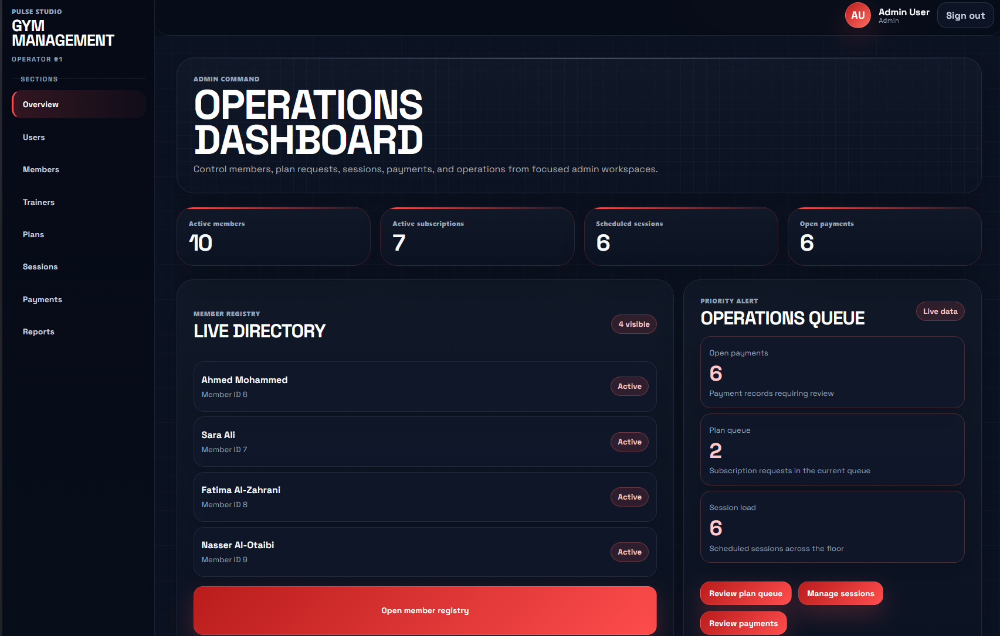 PULSE STUDIO
GYM
MANAGEMENT
OPERATOR #1
SECTIONS
Overview
Users
Members
Trainers
Plans
Sessions
Payments
Reports
AU
Admin User
Admin
Sign out
ADMIN COMMAND
OPERATIONS
DASHBOARD
Control members, plan requests, sessions, payments, and operations from focused admin workspaces.
Active members
10
Active subscriptions
7
Scheduled sessions
6
Open payments
6
MEMBER REGISTRY
LIVE DIRECTORY
4 visible
Ahmed Mohammed
Member ID 6
Active
Sara Ali
Member ID 7
Active
Fatima Al-Zahrani
Member ID 8
Active
Nasser Al-Otaibi
Member ID 9
Active
Open member registry
PRIORITY ALERT
OPERATIONS QUEUE
Live data
Open payments
6
Payment records requiring review
Plan queue
2
Subscription requests in the current queue
Session load
6
Scheduled sessions across the floor
Review plan queue
Manage sessions
Review payments